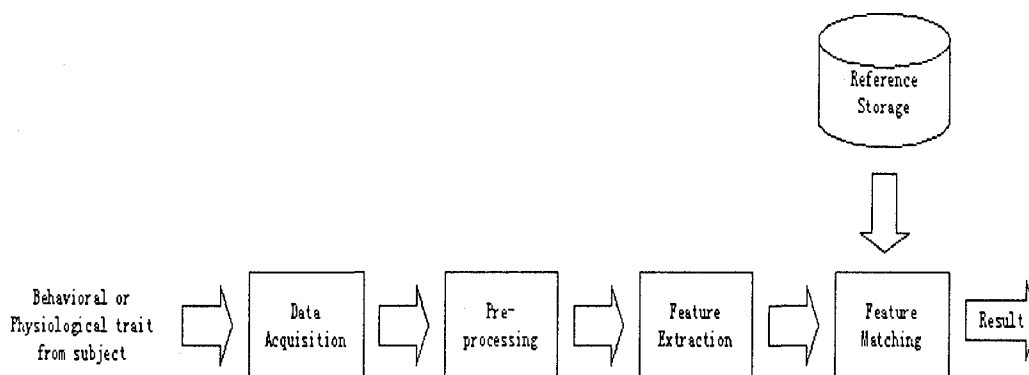 Reference
Storage
Behavioral or
Physiological trait
from subject
Data
Acquisition
Pre-
processing
Feature
Extraction
Feature
Matching
Result